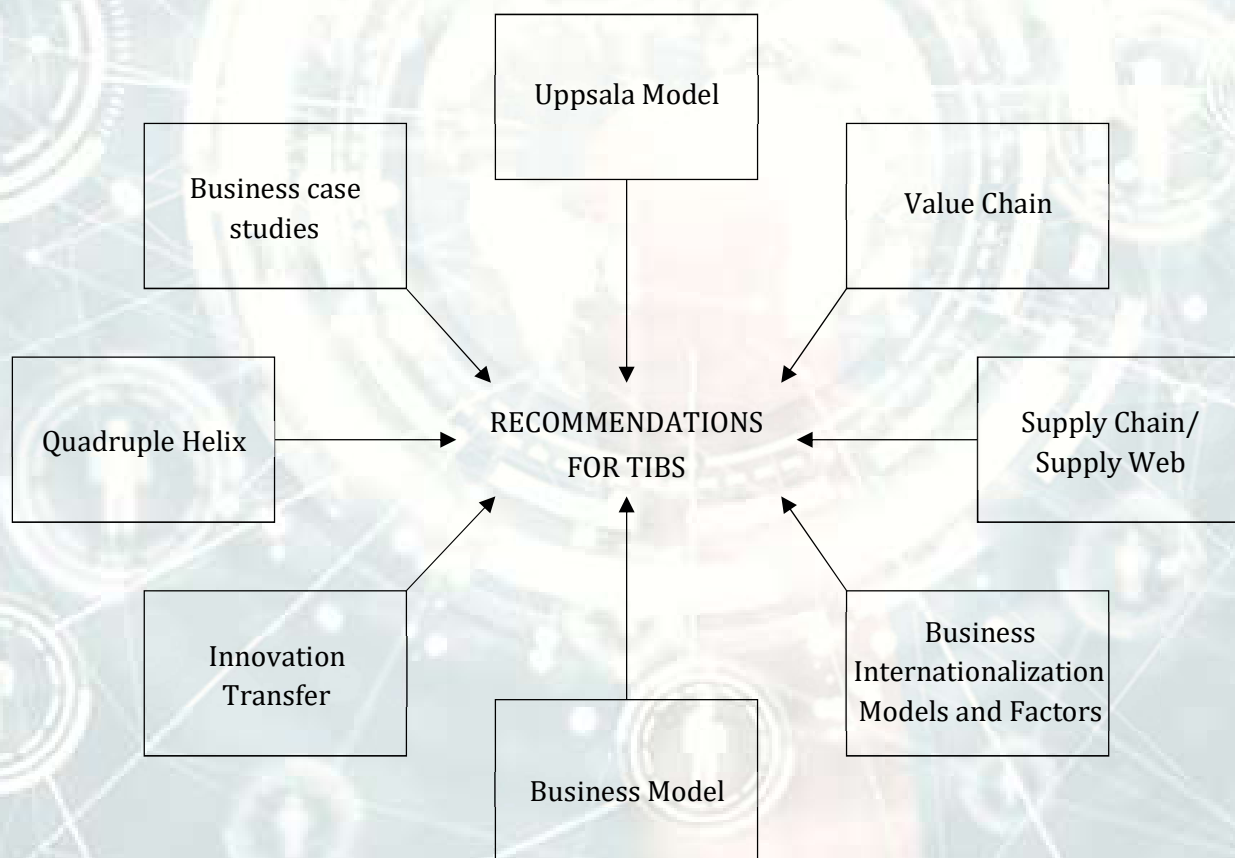 Uppsala Model
Business case
studies
Value Chain
Quadruple Helix
RECOMMENDATIONS
FOR TIBS
Supply Chain/
Supply Web
Innovation
Transfer
Business
Internationalization
Models and Factors
Business Model